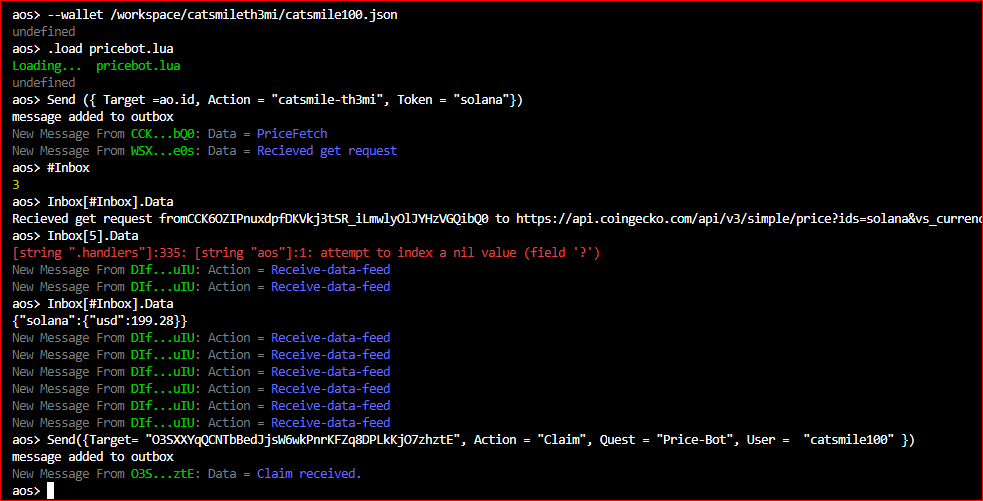 aos> --wallet /workspace/catsmileth3mi/catsmile100.json
undefined
aos> .load pricebot.lua
Loading... pricebot.lua
undefined
aos> Send ({ Target =ao.id, Action = "catsmile-th3mi", Token = "solana"})
message added to outbox
New Message From CCK...bQ0: Data = PriceFetch
New Message From WSX...e0s: Data = Recieved get request
aos> #Inbox
3
aos> Inbox[#Inbox].Data
Recieved get request fromCCK6OZIPnuxdpfDKVkj3tSR_iLmwlyOlJYHzVGQibQ0 to https://api.coingecko.com/api/v3/simple/price?ids=solana&vs_currenc
aos> Inbox[5].Data
[string ".handlers"]:335: [string "aos"]:1: attempt to index a nil value (field '?')
New Message From DIf...uIU: Action = Receive-data-feed
New Message From DIf...uIU: Action = Receive-data-feed
aos> Inbox[#Inbox].Data
{"solana":{"usd":199.28}}
New Message From DIf...uIU: Action = Receive-data-feed
New Message From DIf...uIU: Action = Receive-data-feed
New Message From DIf...uIU: Action = Receive-data-feed
New Message From DIf...uIU: Action = Receive-data-feed
New Message From DIf...uIU: Action = Receive-data-feed
New Message From DIf...uIU: Action = Receive-data-feed
aos> Send({Target= "O3SXXYqQCNTbBedJjsW6wkPnrKFZq8DPLkKjO7zhztE", Action = "Claim", Quest = "Price-Bot", User = "catsmile100" })
message added to outbox
New Message From O3S...ztE: Data = Claim received.
aos>